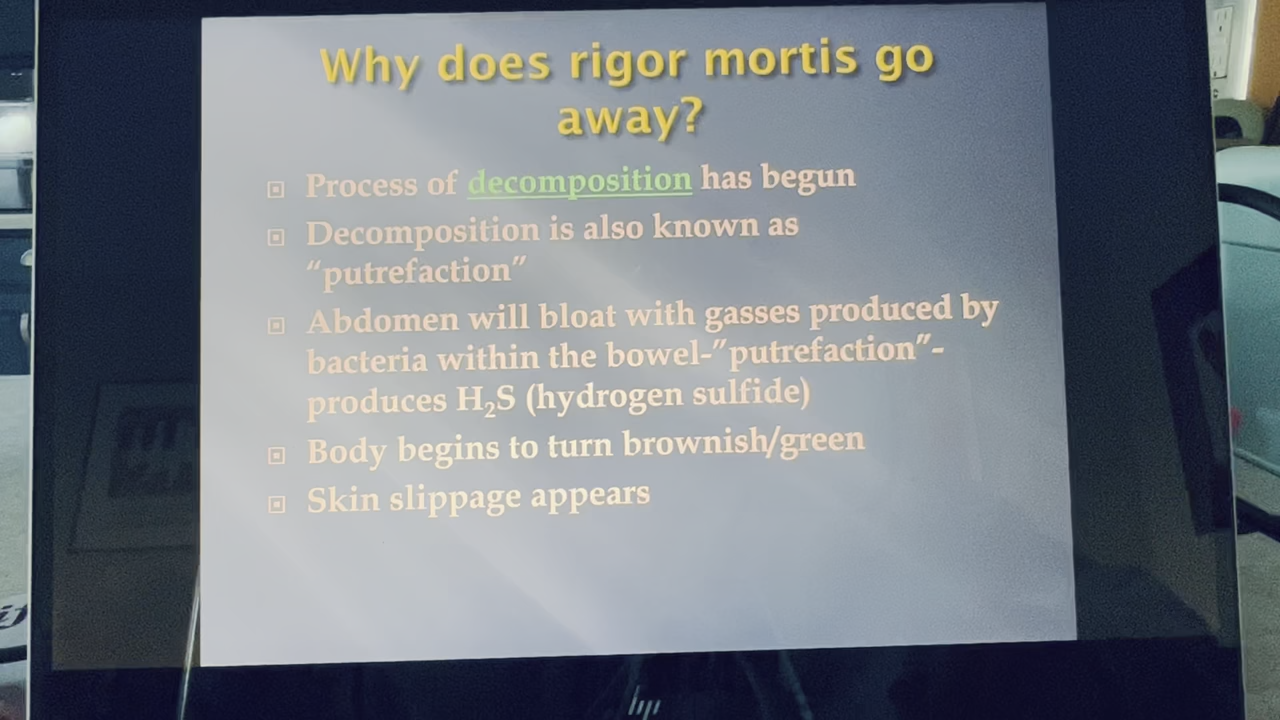 Why does rigor mortis go
away?
Process of decomposition has begun
Decomposition is also known as
“putrefaction”
Abdomen will bloat with gasses produced by
bacteria within the bowel-”putrefaction”-
produces H₂S (hydrogen sulfide)
Body begins to turn brownish/green
Skin slippage appears
hp